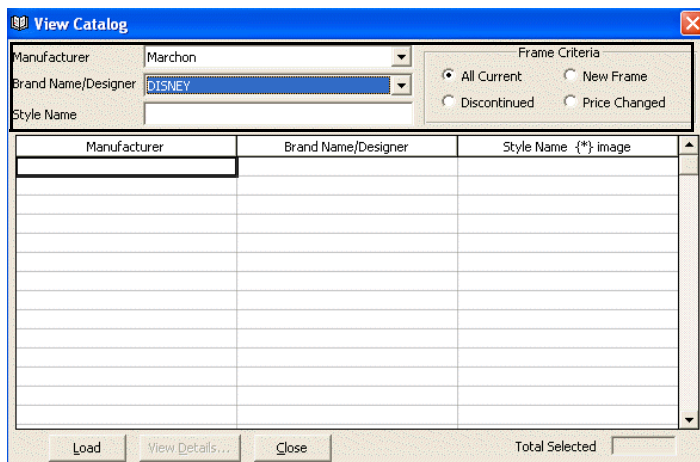 View Catalog
Manufacturer Marchon
Brand Name/Designer DISNEY
Style Name
Frame Criteria
All Current New Frame
Discontinued Price Changed
Manufacturer Brand Name/Designer Style Name {*} image
Load View Details... Close Total Selected